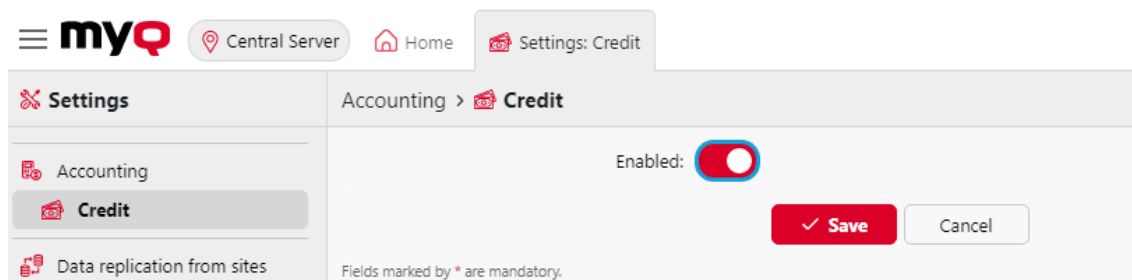 myQ
Central Server
Home
Settings: Credit
Settings
Accounting > Credit
Accounting
Enabled:
Credit
Save
Cancel
Data replication from sites
Fields marked by * are mandatory.